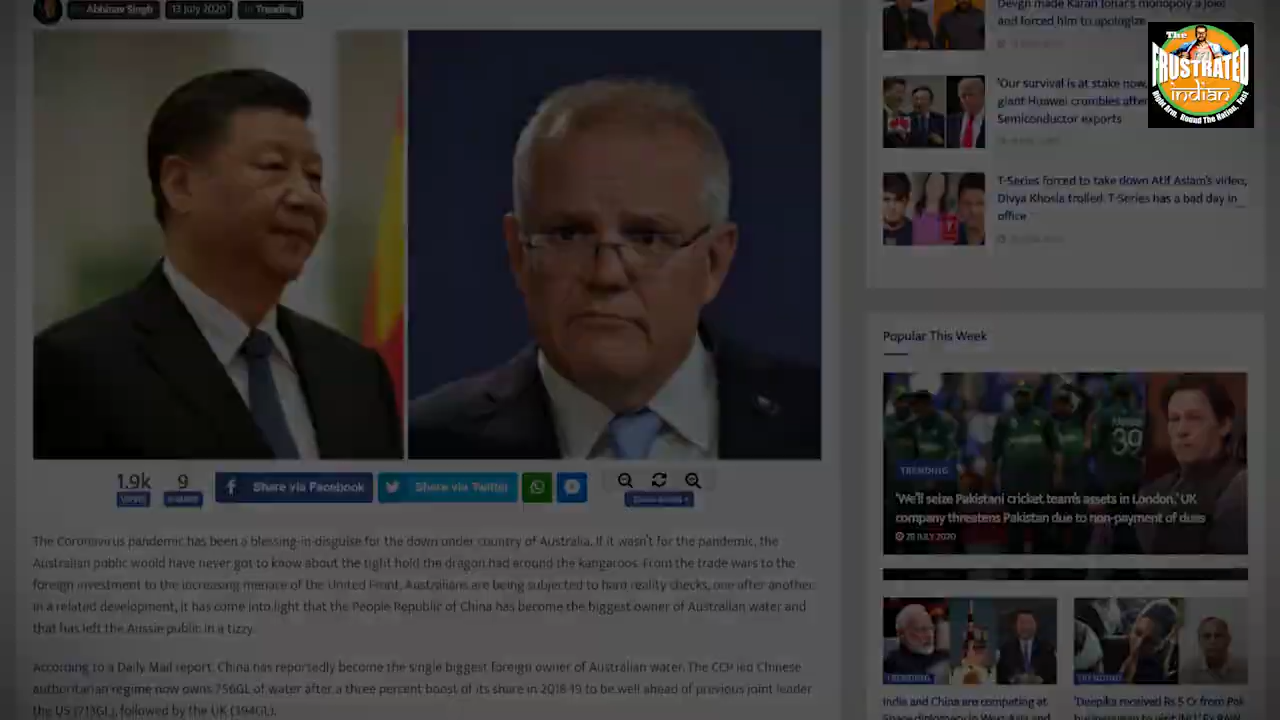 Abhinav Singh
13 July 2020
in Trending
1.9k
VIEWS
9
SHARES
Share via Facebook
Share via Twitter
The Coronavirus pandemic has been a blessing-in-disguise for the down under country of Australia. If it wasn't for the pandemic, the
Australian public would have never got to know about the tight hold the dragon had around the kangaroos. From the trade wars to the
foreign investment to the increasing menace of the United Front, Australians are being subjected to hard reality checks, one after another.
In a related development, it has come into light that the People Republic of China has become the biggest owner of Australian water and
that has left the Aussie public in a tizzy.
According to a Daily Mail report, China has reportedly become the single biggest foreign owner of Australian water. The CCP led Chinese
authoritarian regime now owns 756GL of water after a three percent boost of its share in 2018-19 to be well ahead of previous joint leader
the US (713GL), followed by the UK (394GL).
Devgn made Karan Johar's monopoly a joke
and forced him to apologize
'Our survival is at stake now,
giant Huawei crumbles after
Semiconductor exports
T-Series forced to take down Atif Aslam's video,
Divya Khosla trolled. T-Series has a bad day in
office
The
FRUSTRATED
indian
Right Arm. Round The Nation. Fast
Popular This Week
39
TRENDING
'We'll seize Pakistani cricket team's assets in London,' UK
company threatens Pakistan due to non-payment of dues
28 JULY 2020
TRENDING
TRENDING
India and China are competing at
'Deepika received Rs 5 Cr from Pak